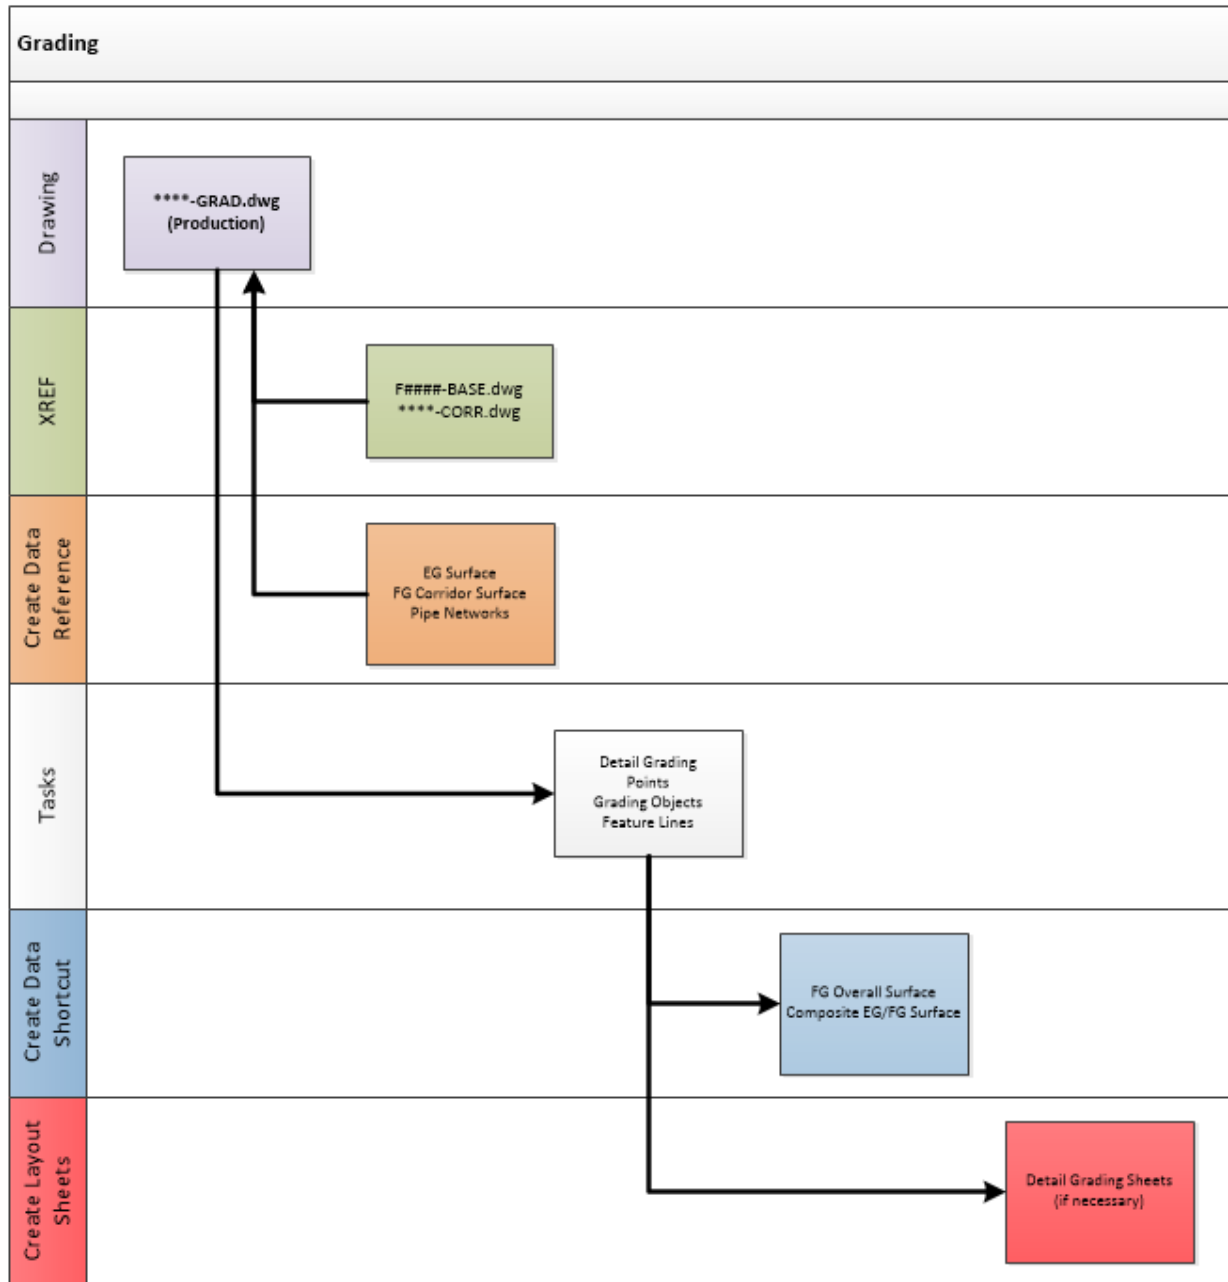 Grading
Drawing
****-GRAD.dwg
(Production)
XREF
F####-BASE.dwg
****-CORR.dwg
Create Data
Reference
EG Surface
FG Corridor Surface
Pipe Networks
Tasks
Detail Grading
Points
Grading Objects
Feature Lines
Create Data
Shortcut
FG Overall Surface
Composite EG/FG Surface
Create Layout
Sheets
Detail Grading Sheets
(if necessary)